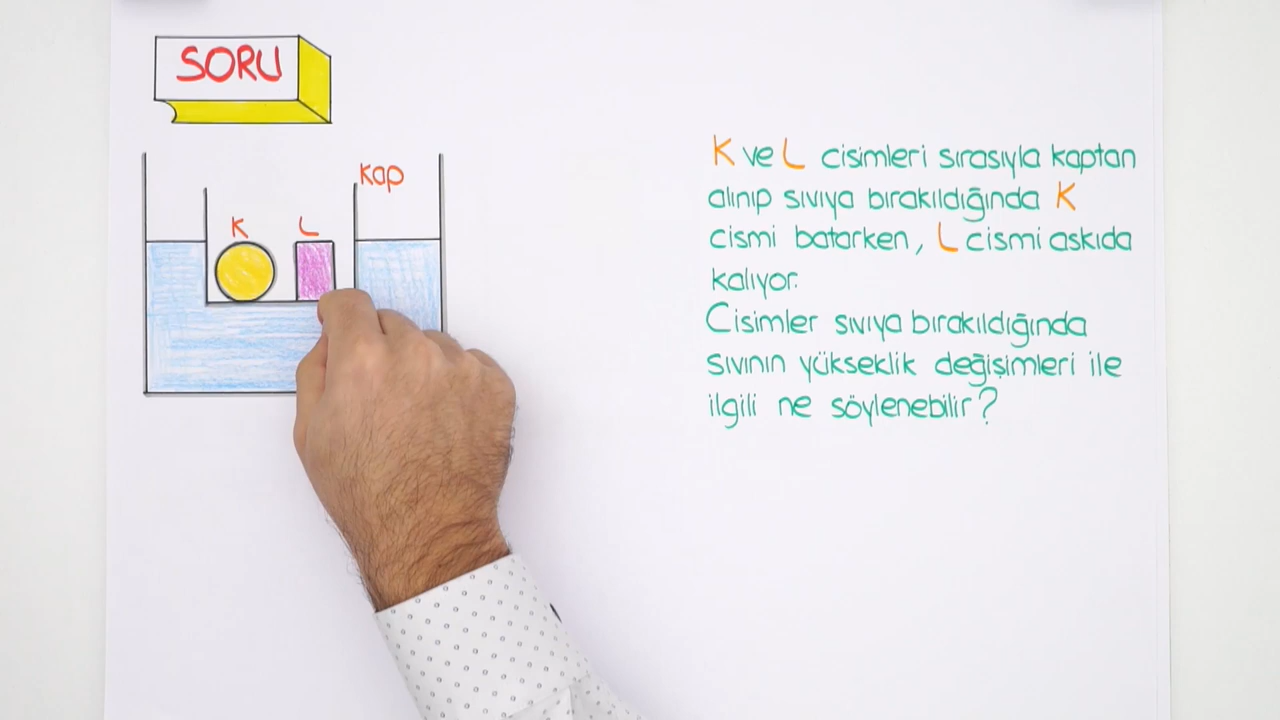 SORU
Kap
K
L
K ve L cisimleri sırasıyla kaptan
alınıp sıvıya bırakıldığında K
cismi batarken, L cismi askıda
kalıyor.
Cisimler sıvıya bırakıldığında
sıvının yükseklik değişimleri ile
ilgili ne söylenebilir?